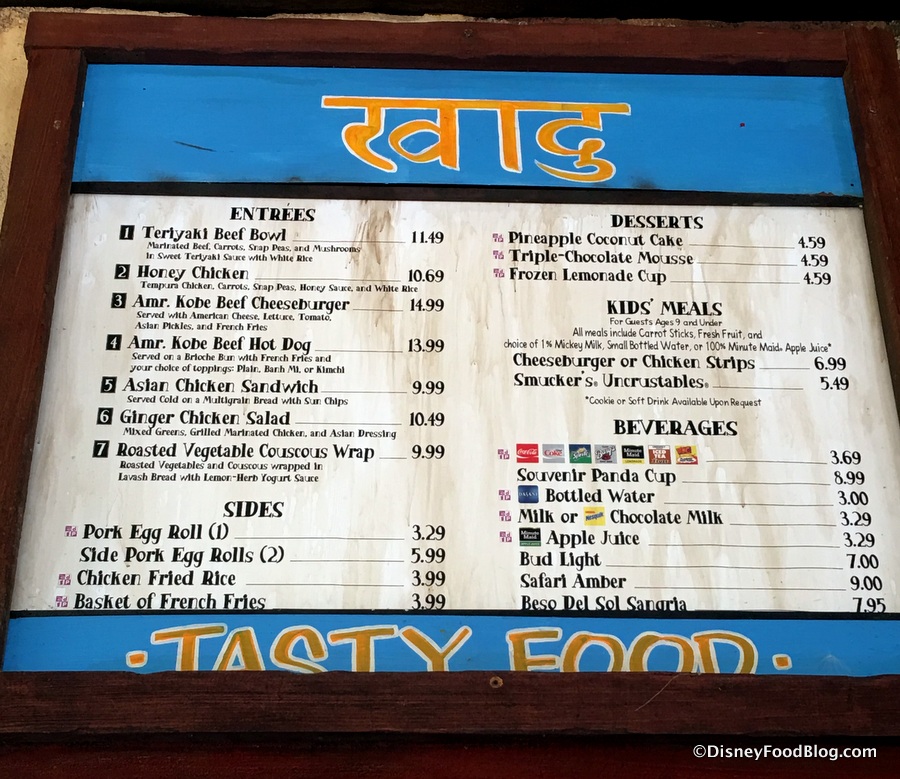 रवादु
ENTRÉES
1 Teriyaki Beef Bowl 11.49
Marinated Beef, Carrots, Snap Peas, and Mushrooms
in Sweet Teriyaki Sauce with White Rice
2 Honey Chicken 10.69
Tempura Chicken, Carrots, Snap Peas, Honey Sauce, and White Rice
3 Amr. Kobe Beef Cheeseburger 14.99
Served with American Cheese, Lettuce, Tomato,
Asian Pickles, and French Fries
4 Amr. Kobe Beef Hot Dog 13.99
Served on a Brioche Bun with French Fries and
your choice of toppings: Plain, Banh Mi, or Kimchi
5 Asian Chicken Sandwich 9.99
Served Cold on a Multigrain Bread with Sun Chips
6 Ginger Chicken Salad 10.49
Mixed Greens, Grilled Marinated Chicken, and Asian Dressing
7 Roasted Vegetable Couscous Wrap 9.99
Roasted Vegetables and Couscous wrapped in
Lavash Bread with Lemon-Herb Yogurt Sauce
SIDES
Pork Egg Roll (1) 3.29
Side Pork Egg Rolls (2) 5.99
Chicken Fried Rice 3.99
Basket of French Fries 3.99
DESSERTS
Pineapple Coconut Cake 4.59
Triple-Chocolate Mousse 4.59
Frozen Lemonade Cup 4.59
KIDS' MEALS
For Guests Ages 9 and Under
All meals include Carrot Sticks, Fresh Fruit, and
choice of 1% Mickey Milk, Small Bottled Water, or 100% Minute Maid® Apple Juice*
Cheeseburger or Chicken Strips 6.99
Smucker's® Uncrustables® 5.49
*Cookie or Soft Drink Available Upon Request
BEVERAGES
Coca-Cola Sprite Minute Maid 3.69
Souvenir Panda Cup 8.99
DASANI Bottled Water 3.00
Milk or Nesquik Chocolate Milk 3.29
Minute Maid Apple Juice 3.29
Bud Light 7.00
Safari Amber 9.00
Beso Del Sol Sangria 7.95
·TASTY FOOD·
©DisneyFoodBlog.com